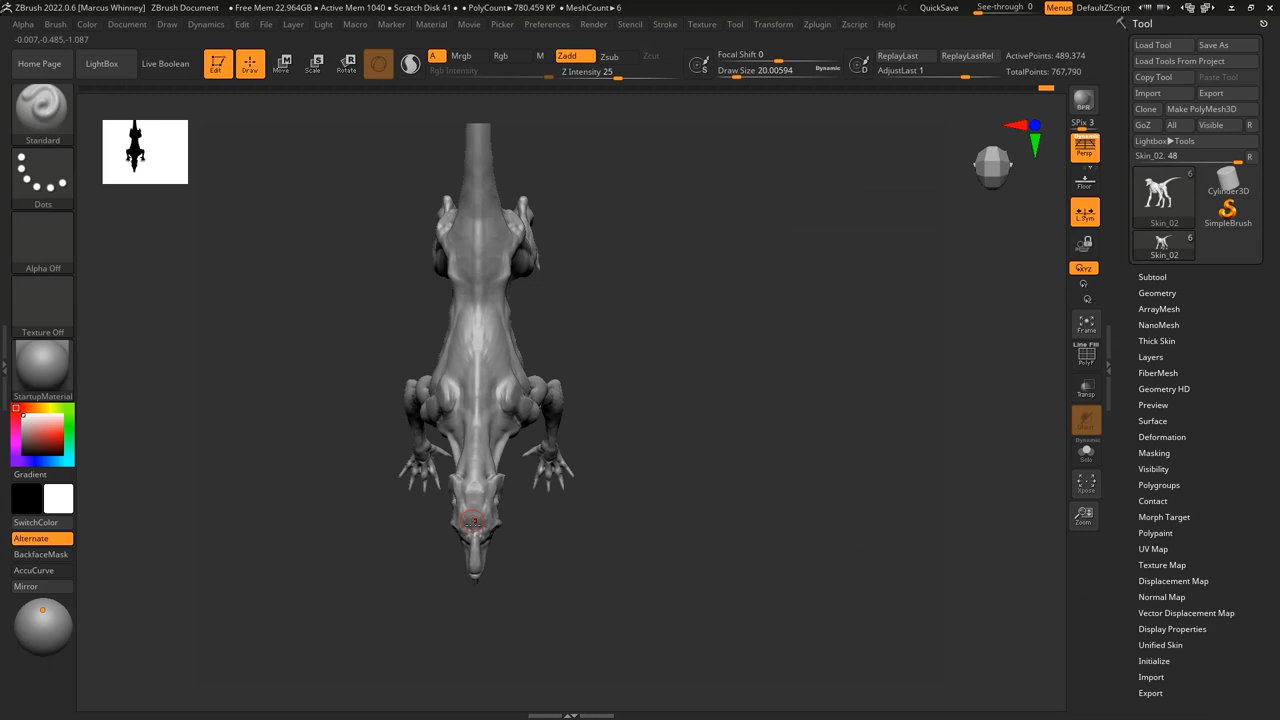 ZBrush 2022.0.6 [Marcus Whinney] ZBrush Document ● Free Mem 22.964GB ● Active Mem 1040 ● Scratch Disk 41 ● PolyCount►780.459 KP ● MeshCount►6 AC QuickSave See-through 0 Menus DefaultZScript
Alpha Brush Color Document Draw Dynamics Edit File Layer Light Macro Marker Material Movie Picker Preferences Render Stencil Stroke Texture Tool Transform Zplugin Zscript Help
-0.007,-0.485,-1.087
Home Page LightBox Live Boolean Edit Draw Move Scale Rotate A Mrgb Rgb M Zadd Zsub Zcut
Rgb Intensity Z Intensity 25
S Focal Shift 0
Draw Size 20.00594 Dynamic
D ReplayLast ReplayLastRel
AdjustLast 1
ActivePoints: 489,374
TotalPoints: 767,790
Standard
Dots
Alpha Off
Texture Off
StartupMaterial
Gradient
SwitchColor
Alternate
BackfaceMask
AccuCurve
Mirror
BPR
SPix 3
Dynamic
Persp
Floor
L.Sym
XYZ
Frame
Line Fill
PolyF
Transp
Ghost
Dynamic
Solo
Xpose
Zoom
Tool
Load Tool Save As
Load Tools From Project
Copy Tool Paste Tool
Import Export
Clone Make PolyMesh3D
GoZ All Visible R
Lightbox►Tools
Skin_02. 48 R
6
Cylinder3D
Skin_02 SimpleBrush
6
Skin_02
Subtool
Geometry
ArrayMesh
NanoMesh
Thick Skin
Layers
FiberMesh
Geometry HD
Preview
Surface
Deformation
Masking
Visibility
Polygroups
Contact
Morph Target
Polypaint
UV Map
Texture Map
Displacement Map
Normal Map
Vector Displacement Map
Display Properties
Unified Skin
Initialize
Import
Export